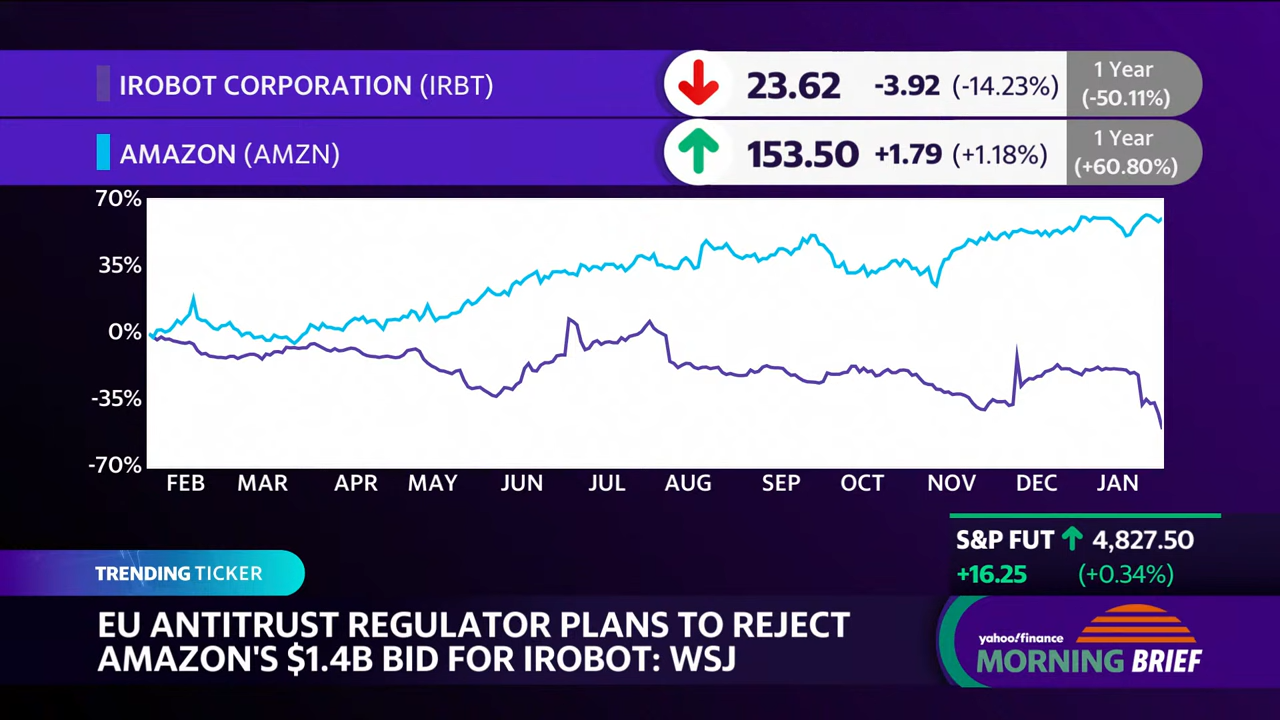 IROBOT CORPORATION (IRBT) 23.62 -3.92 (-14.23%) 1 Year (-50.11%)
AMAZON (AMZN) 153.50 +1.79 (+1.18%) 1 Year (+60.80%)
70%
35%
0%
-35%
-70%
FEB MAR APR MAY JUN JUL AUG SEP OCT NOV DEC JAN
S&P FUT 4,827.50
+16.25 (+0.34%)
TRENDING TICKER
EU ANTITRUST REGULATOR PLANS TO REJECT
AMAZON'S $1.4B BID FOR IROBOT: WSJ
yahoo!finance
MORNING BRIEF